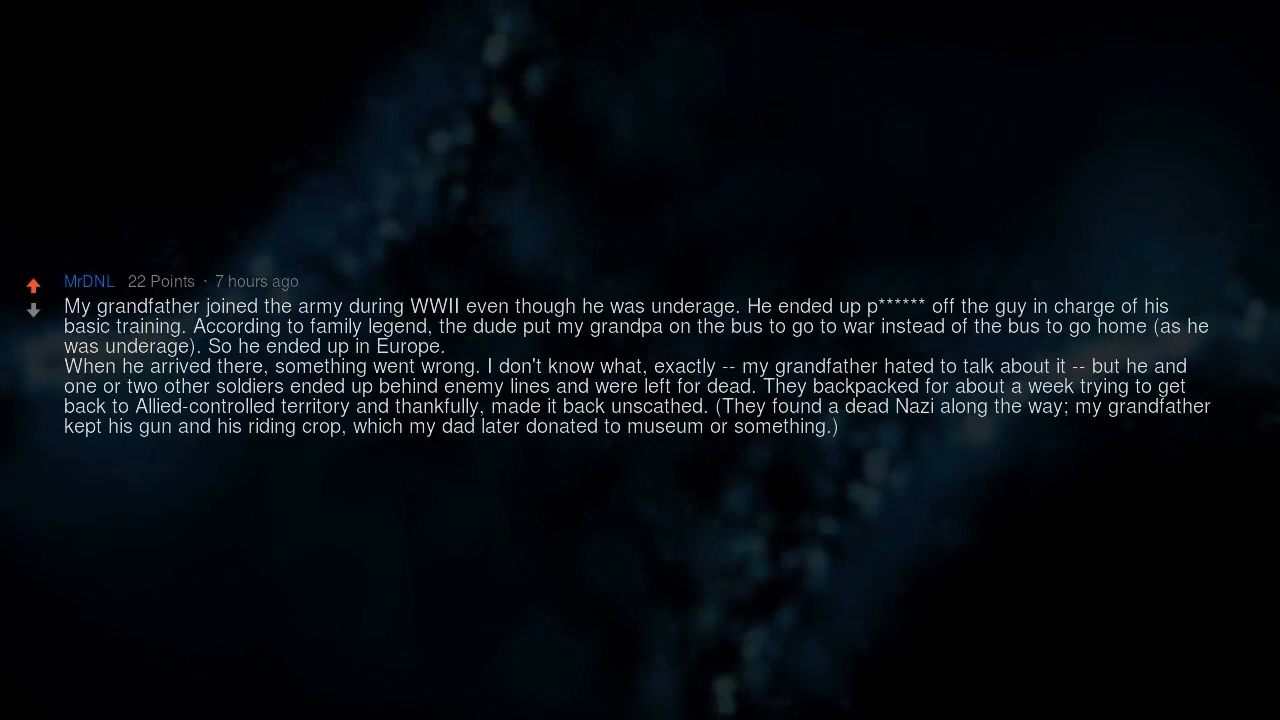 MrDNL 22 Points · 7 hours ago
My grandfather joined the army during WWII even though he was underage. He ended up p****** off the guy in charge of his
basic training. According to family legend, the dude put my grandpa on the bus to go to war instead of the bus to go home (as he
was underage). So he ended up in Europe.
When he arrived there, something went wrong. I don't know what, exactly -- my grandfather hated to talk about it -- but he and
one or two other soldiers ended up behind enemy lines and were left for dead. They backpacked for about a week trying to get
back to Allied-controlled territory and thankfully, made it back unscathed. (They found a dead Nazi along the way; my grandfather
kept his gun and his riding crop, which my dad later donated to museum or something.)